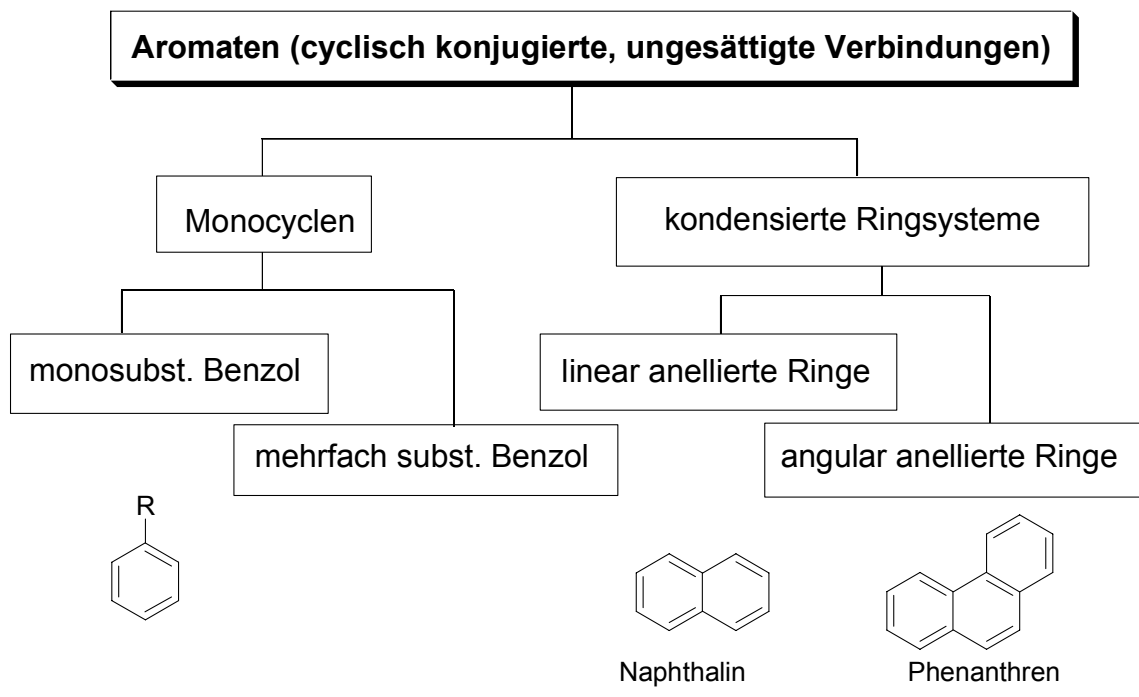 Aromaten (cyclisch konjugierte, ungesättigte Verbindungen)
Monocyclen
kondensierte Ringsysteme
monosubst. Benzol
linear anellierte Ringe
mehrfach subst. Benzol
angular anellierte Ringe
R
Naphthalin
Phenanthren